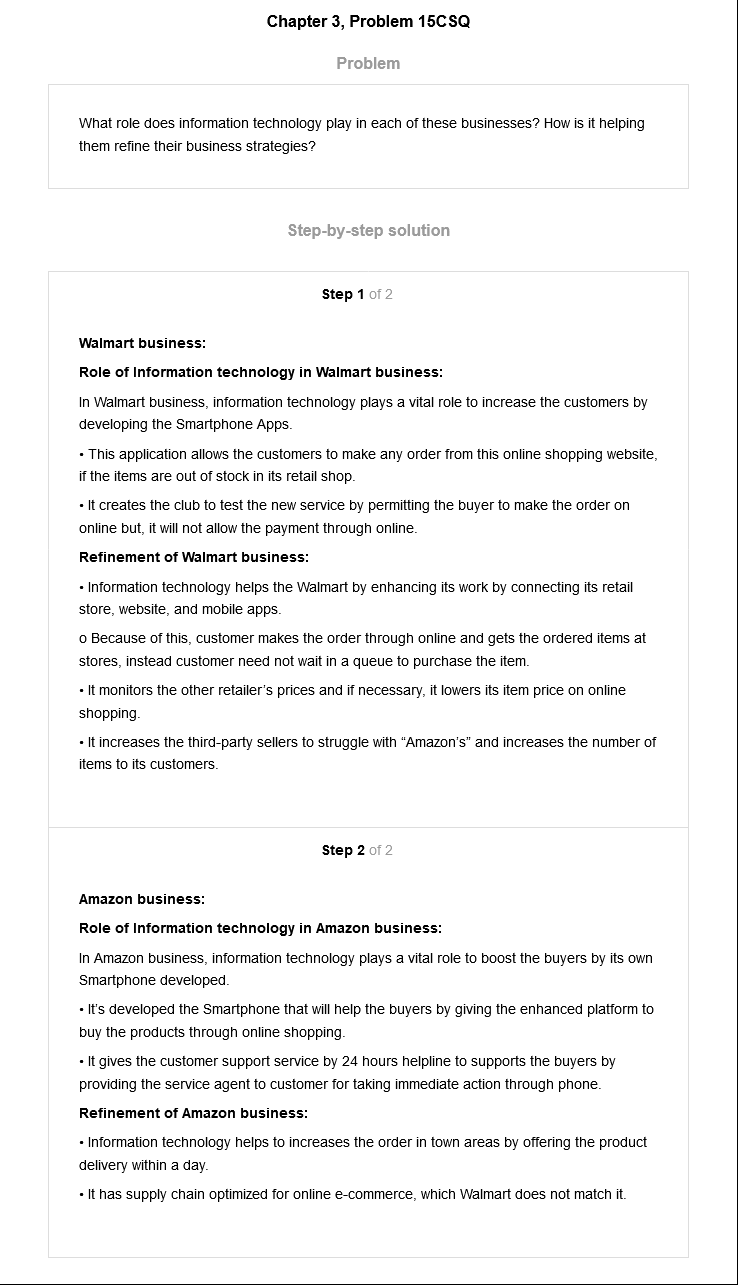 Chapter 3, Problem 15CSQ
Problem
What role does information technology play in each of these businesses? How is it helping
them refine their business strategies?
Step-by-step solution
Step 1 of 2
Walmart business:
Role of Information technology in Walmart business:
In Walmart business, information technology plays a vital role to increase the customers by
developing the Smartphone Apps.
• This application allows the customers to make any order from this online shopping website,
if the items are out of stock in its retail shop.
• It creates the club to test the new service by permitting the buyer to make the order on
online but, it will not allow the payment through online.
Refinement of Walmart business:
• Information technology helps the Walmart by enhancing its work by connecting its retail
store, website, and mobile apps.
o Because of this, customer makes the order through online and gets the ordered items at
stores, instead customer need not wait in a queue to purchase the item.
• It monitors the other retailer’s prices and if necessary, it lowers its item price on online
shopping.
• It increases the third-party sellers to struggle with “Amazon’s” and increases the number of
items to its customers.
Step 2 of 2
Amazon business:
Role of Information technology in Amazon business:
In Amazon business, information technology plays a vital role to boost the buyers by its own
Smartphone developed.
• It’s developed the Smartphone that will help the buyers by giving the enhanced platform to
buy the products through online shopping.
• It gives the customer support service by 24 hours helpline to supports the buyers by
providing the service agent to customer for taking immediate action through phone.
Refinement of Amazon business:
• Information technology helps to increases the order in town areas by offering the product
delivery within a day.
• It has supply chain optimized for online e-commerce, which Walmart does not match it.